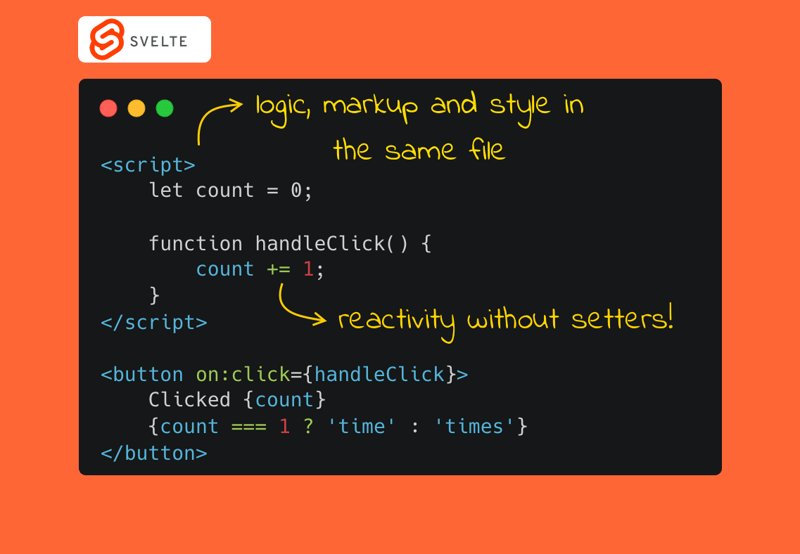 SVELTE
logic, markup and style in
the same file
<script>
    let count = 0;
    function handleClick() {
        count += 1;
    }
</script>
reactivity without setters!
<button on:click={handleClick}>
    Clicked {count}
    {count === 1 ? 'time' : 'times'}
</button>